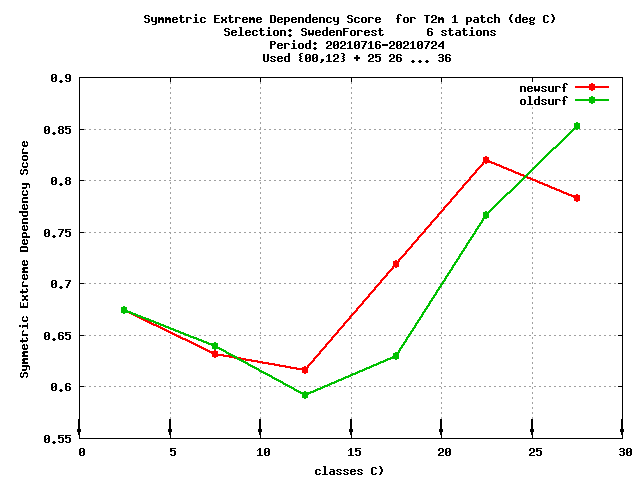 Symmetric Extreme Dependency Score  for T2m 1 patch (deg C)
Selection: SwedenForest      6 stations
Period: 20210716-20210724
Used {00,12} + 25 26 ... 36
newsurf
oldsurf
Symmetric Extreme Dependency Score
0.9
0.85
0.8
0.75
0.7
0.65
0.6
0.55
0 5 10 15 20 25 30
classes C)